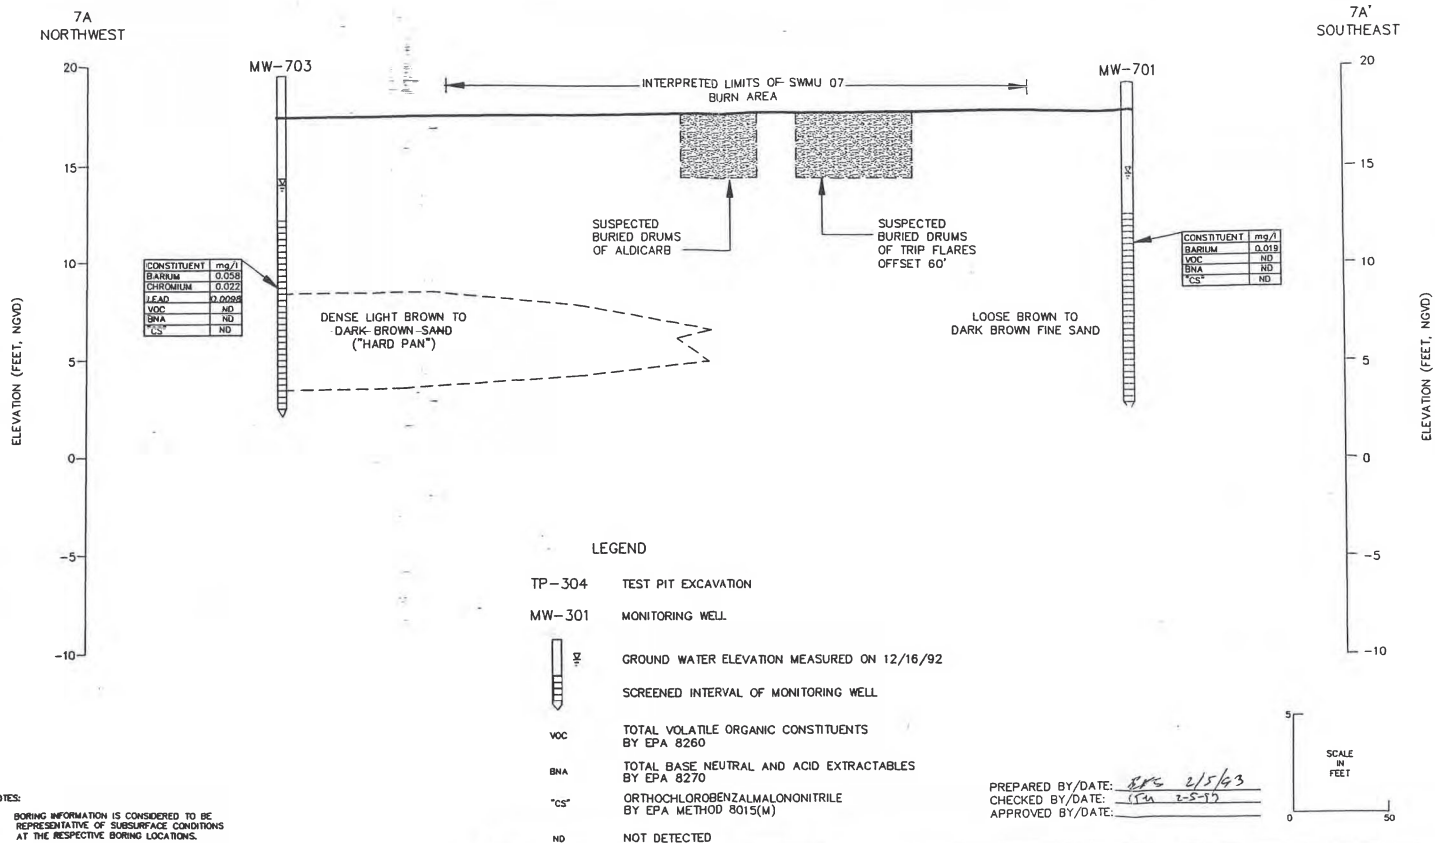 7A
NORTHWEST
7A'
SOUTHEAST
MW-703
MW-701
INTERPRETED LIMITS OF SWMU 07
BURN AREA
20
15
10
5
0
-5
-10
ELEVATION (FEET, NGVD)
20
15
10
5
0
-5
-10
ELEVATION (FEET, NGVD)
SUSPECTED
BURIED DRUMS
OF ALDICARB
SUSPECTED
BURIED DRUMS
OF TRIP FLARES
OFFSET 60'
CONSTITUENT mg/l
BARIUM 0.058
CHROMIUM 0.022
LEAD 0.0098
VOC ND
BNA ND
"CS" ND
CONSTITUENT mg/l
BARIUM 0.019
VOC ND
BNA ND
"CS" ND
DENSE LIGHT BROWN TO
DARK BROWN SAND
("HARD PAN")
LOOSE BROWN TO
DARK BROWN FINE SAND
LEGEND
TP-304 TEST PIT EXCAVATION
MW-301 MONITORING WELL
GROUND WATER ELEVATION MEASURED ON 12/16/92
SCREENED INTERVAL OF MONITORING WELL
VOC TOTAL VOLATILE ORGANIC CONSTITUENTS
BY EPA 8260
BNA TOTAL BASE NEUTRAL AND ACID EXTRACTABLES
BY EPA 8270
"CS" ORTHOCHLOROBENZALMALONONITRILE
BY EPA METHOD 8015(M)
ND NOT DETECTED
OTES:
BORING INFORMATION IS CONSIDERED TO BE
REPRESENTATIVE OF SUBSURFACE CONDITIONS
AT THE RESPECTIVE BORING LOCATIONS.
PREPARED BY/DATE: 2/5/93
CHECKED BY/DATE:
APPROVED BY/DATE:
5
SCALE
IN
FEET
0 50